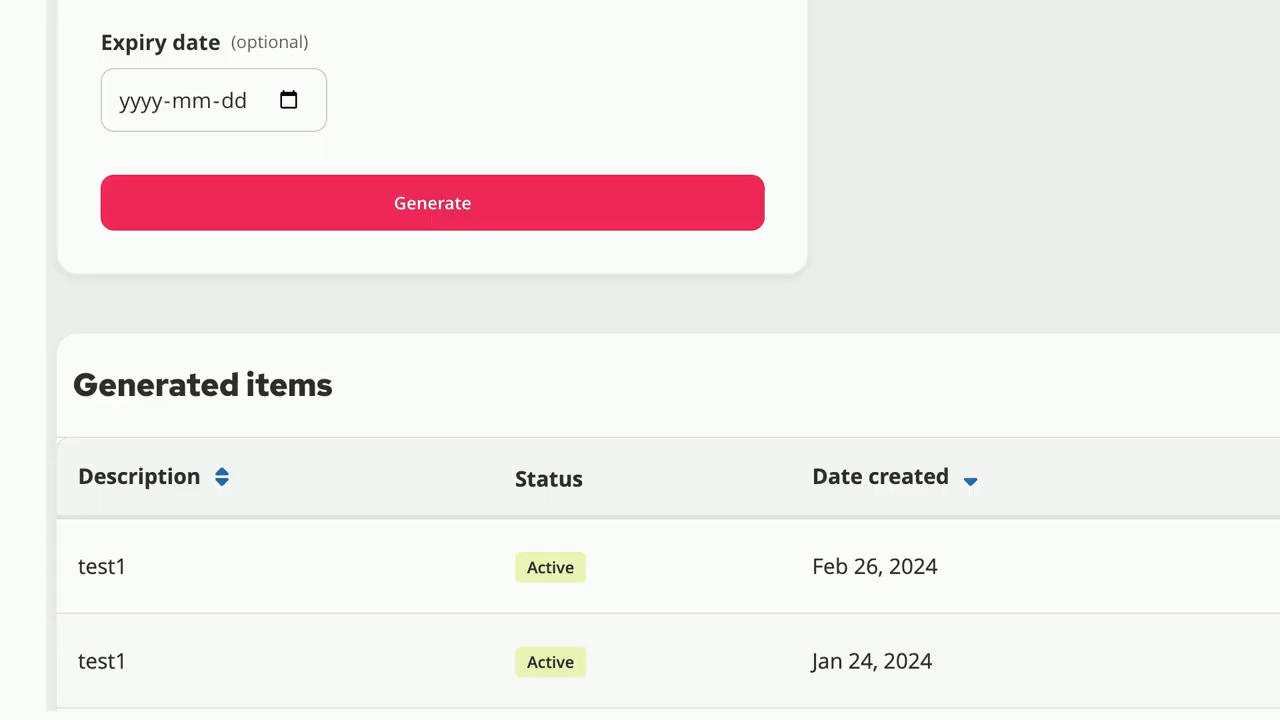 Expiry date (optional)
yyyy-mm-dd
Generate
Generated items
Description Status Date created
test1 Active Feb 26, 2024
test1 Active Jan 24, 2024